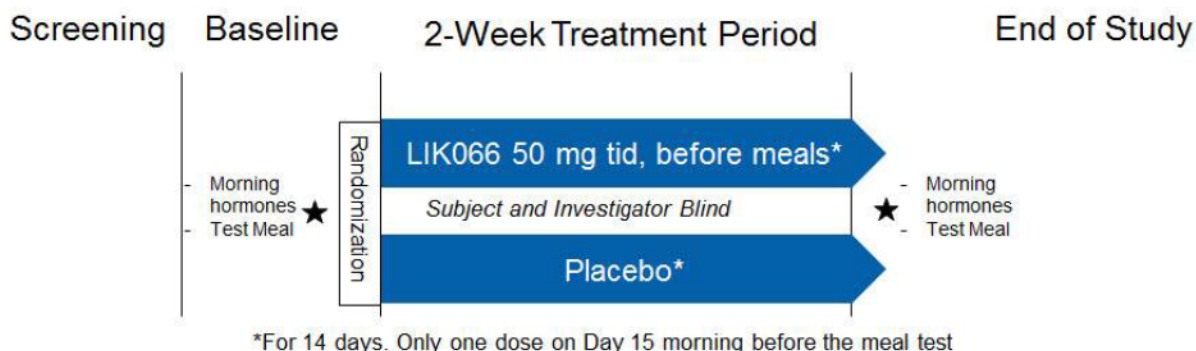 Screening Baseline 2-Week Treatment Period End of Study
Randomization
LIK066 50 mg tid, before meals*
- Morning
hormones
- Test Meal
Subject and Investigator Blind
- Morning
hormones
- Test Meal
Placebo*
*For 14 days. Only one dose on Day 15 morning before the meal test